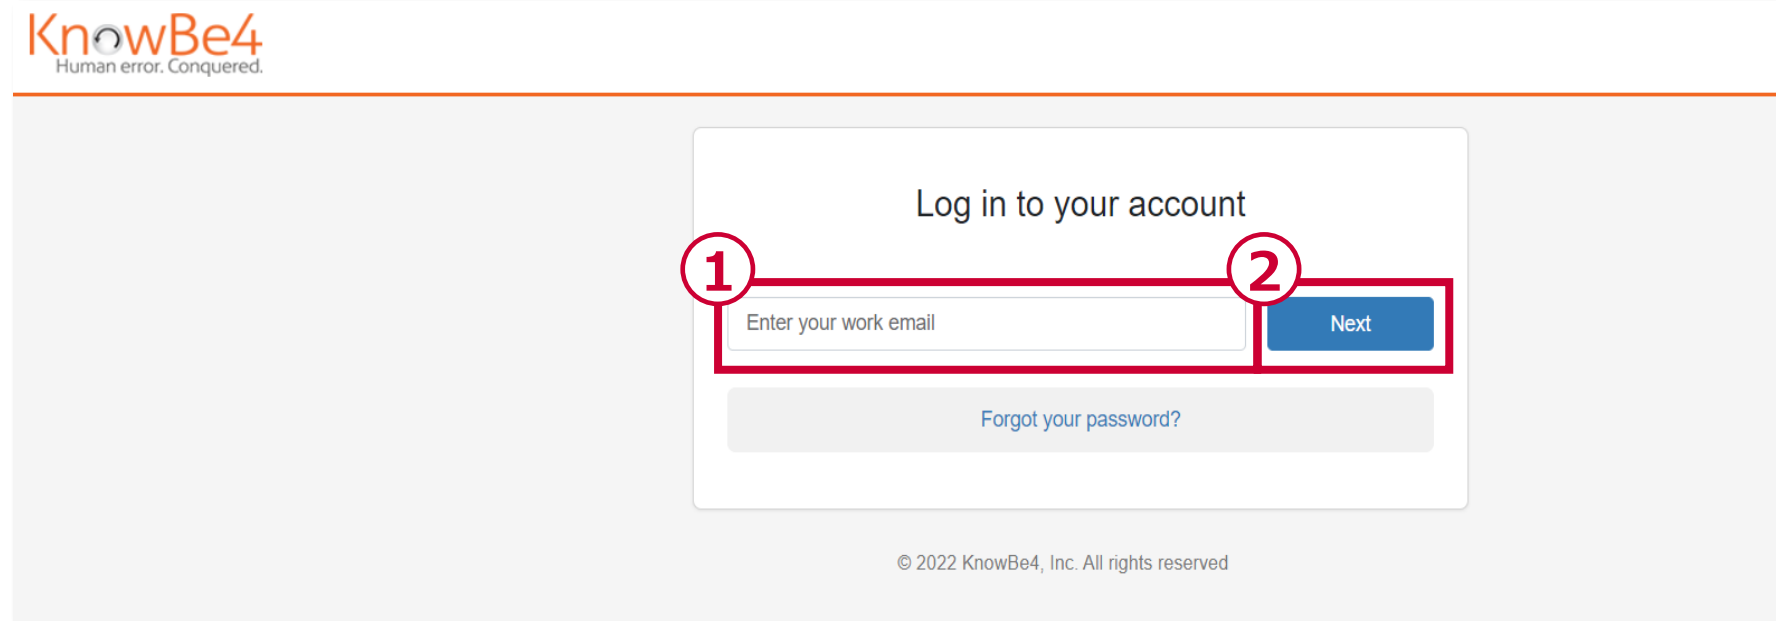 KnowBe4
Human error. Conquered.
Log in to your account
1 2
Enter your work email Next
Forgot your password?
© 2022 KnowBe4, Inc. All rights reserved